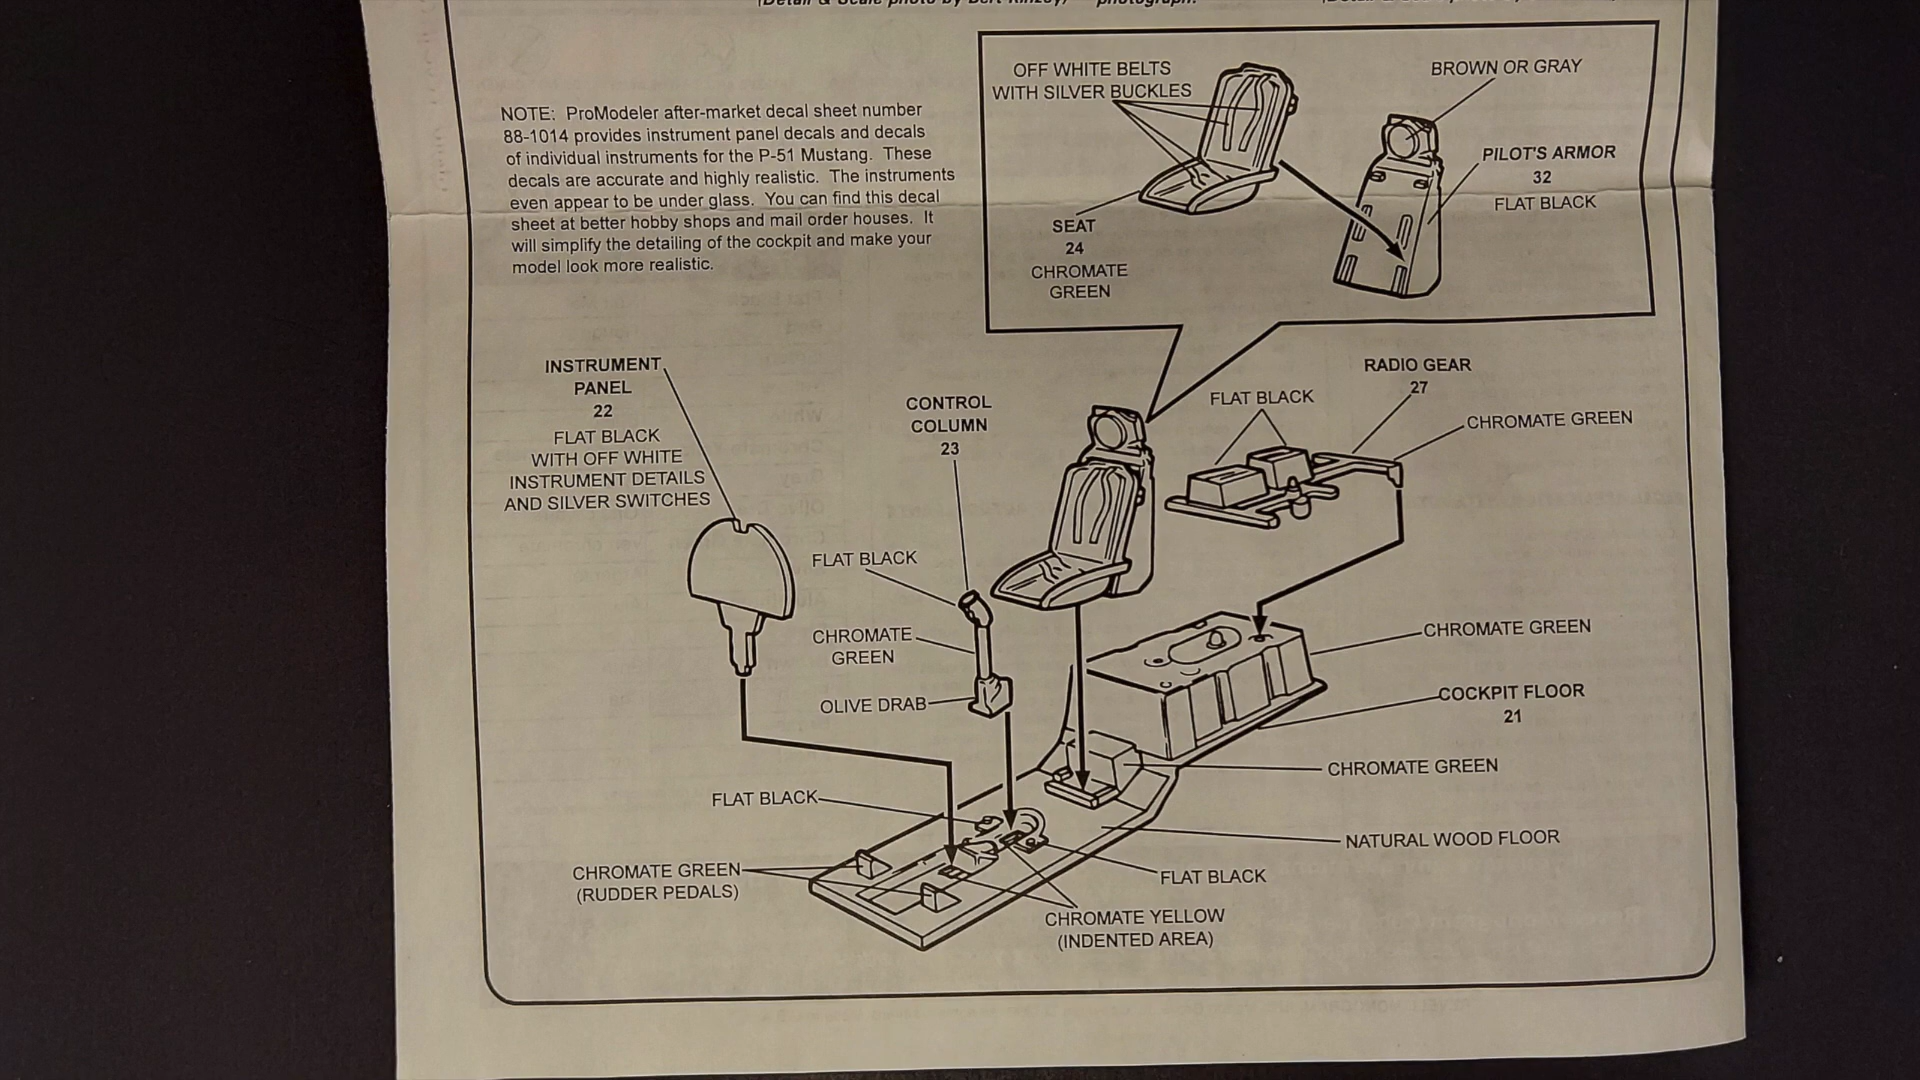 (Detail & Scale photo by Bert Kinzey) photograph.
NOTE: ProModeler after-market decal sheet number
88-1014 provides instrument panel decals and decals
of individual instruments for the P-51 Mustang. These
decals are accurate and highly realistic. The instruments
even appear to be under glass. You can find this decal
sheet at better hobby shops and mail order houses. It
will simplify the detailing of the cockpit and make your
model look more realistic.
OFF WHITE BELTS
WITH SILVER BUCKLES
BROWN OR GRAY
PILOT'S ARMOR
32
FLAT BLACK
SEAT
24
CHROMATE
GREEN
INSTRUMENT
PANEL
22
FLAT BLACK
WITH OFF WHITE
INSTRUMENT DETAILS
AND SILVER SWITCHES
CONTROL
COLUMN
23
FLAT BLACK
RADIO GEAR
27
CHROMATE GREEN
FLAT BLACK
CHROMATE
GREEN
OLIVE DRAB
CHROMATE GREEN
COCKPIT FLOOR
21
CHROMATE GREEN
FLAT BLACK
NATURAL WOOD FLOOR
CHROMATE GREEN
(RUDDER PEDALS)
FLAT BLACK
CHROMATE YELLOW
(INDENTED AREA)